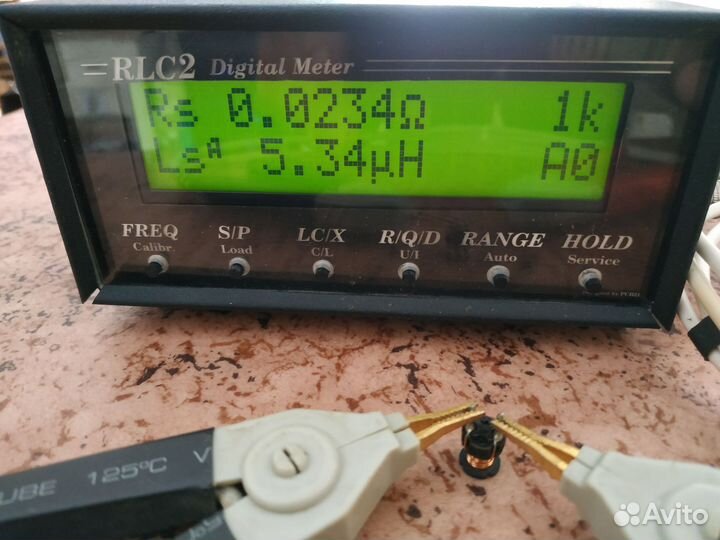 RLC2 Digital Meter
Rs 0.0234Ω 1k
Lsᴬ 5.34µH A0
FREQ S/P LC/X R/Q/D RANGE HOLD
Calibr. Load C/L U/I Auto Service
UBE 125°C V
Avito